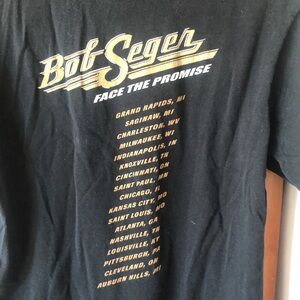 Bob Seger
FACE THE PROMISE
GRAND RAPIDS, MI
SAGINAW, MI
CHARLESTON, WV
MILWAUKEE, WI
INDIANAPOLIS, IN
KNOXVILLE, TN
CINCINNATI, OH
SAINT PAUL, MN
CHICAGO, IL
KANSAS CITY, MO
SAINT LOUIS, MO
ATLANTA, GA
NASHVILLE, TN
LOUISVILLE, KY
PITTSBURGH, PA
CLEVELAND, OH
AUBURN HILLS, MI